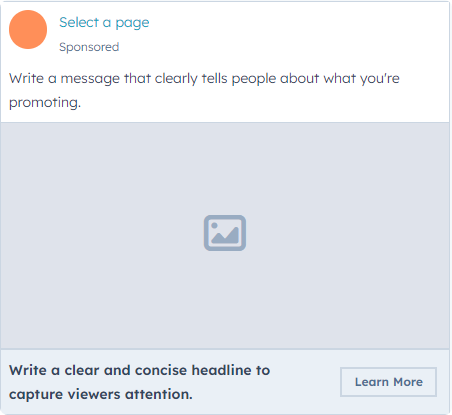 Select a page
Sponsored
Write a message that clearly tells people about what you're
promoting.
Write a clear and concise headline to
capture viewers attention.
Learn More